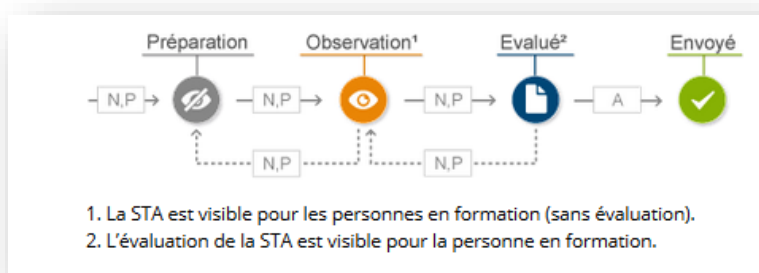 Préparation Observation¹ Evalué² Envoyé
N,P N,P N,P A
N,P N,P
1. La STA est visible pour les personnes en formation (sans évaluation).
2. L'évaluation de la STA est visible pour la personne en formation.